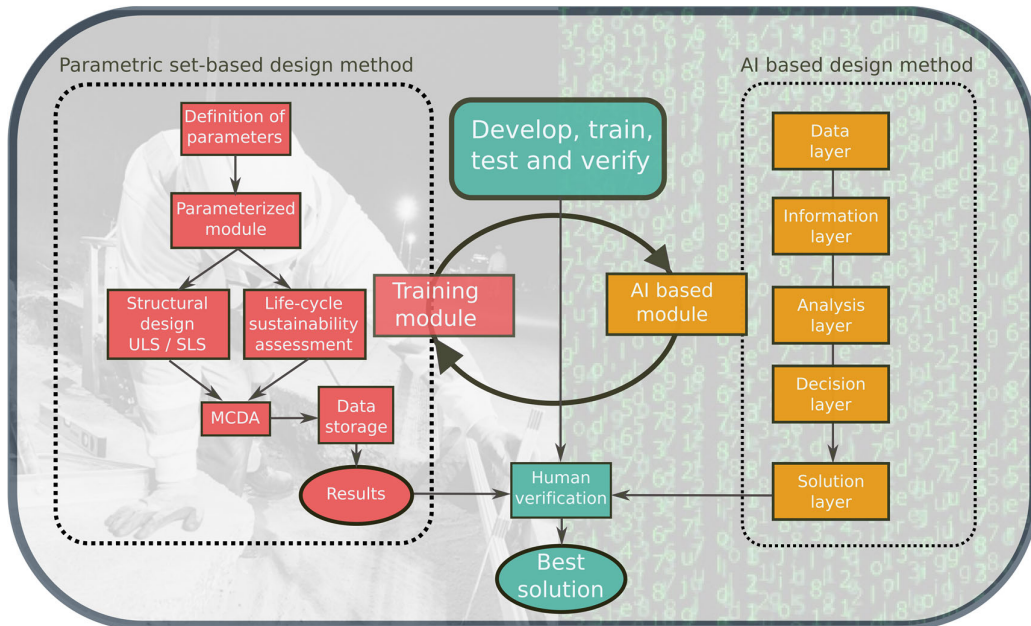 Parametric set-based design method
Definition of
parameters
Parameterized
module
Structural
design
ULS / SLS
Life-cycle
sustainability
assessment
MCDA
Data
storage
Results
Develop, train,
test and verify
Training
module
AI based
module
Human
verification
Best
solution
AI based design method
Data
layer
Information
layer
Analysis
layer
Decision
layer
Solution
layer